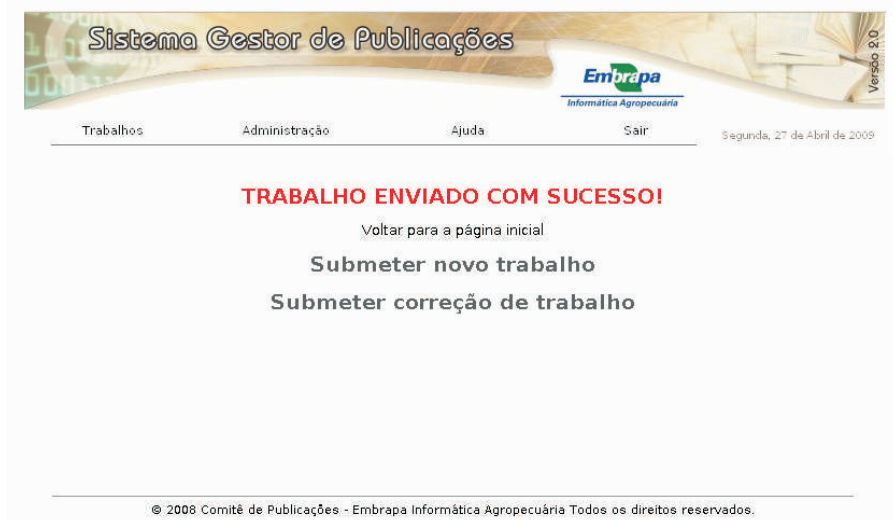 Sistema Gestor de Publicações
Versão 2.0
Embrapa
Informática Agropecuária
Trabalhos Administração Ajuda Sair Segunda, 27 de Abril de 2009
TRABALHO ENVIADO COM SUCESSO!
Voltar para a página inicial
Submeter novo trabalho
Submeter correção de trabalho
© 2008 Comitê de Publicações - Embrapa Informática Agropecuária Todos os direitos reservados.